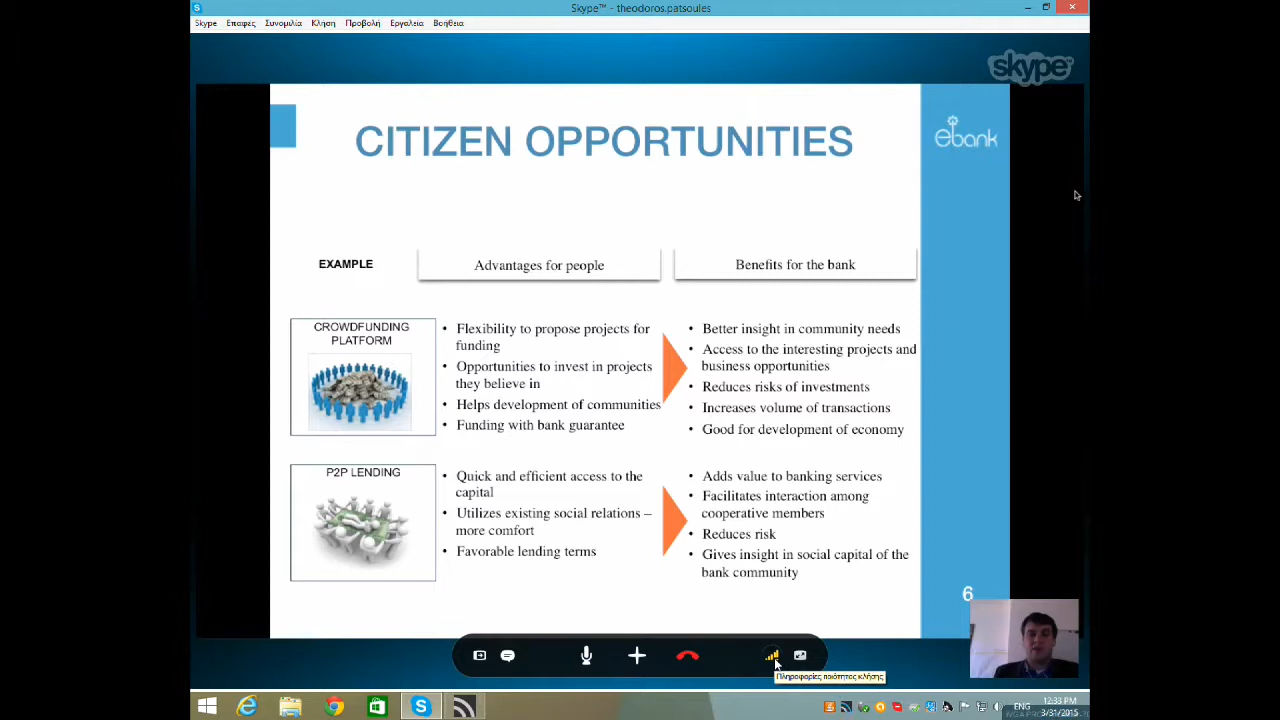 Skype™ - theodoros.patsoules
Skype Επαφές Συνομιλία Κλήση Προβολή Εργαλεία Βοήθεια
skype™
CITIZEN OPPORTUNITIES
ebank
EXAMPLE
Advantages for people
Benefits for the bank
CROWDFUNDING
PLATFORM
• Flexibility to propose projects for
funding
• Opportunities to invest in projects
they believe in
• Helps development of communities
• Funding with bank guarantee
• Better insight in community needs
• Access to the interesting projects and
business opportunities
• Reduces risks of investments
• Increases volume of transactions
• Good for development of economy
P2P LENDING
• Quick and efficient access to the
capital
• Utilizes existing social relations –
more comfort
• Favorable lending terms
• Adds value to banking services
• Facilitates interaction among
cooperative members
• Reduces risk
• Gives insight in social capital of the
bank community
6
Πληροφορίες ποιότητας κλήσης
ENG
12:33 PM
3/31/2015